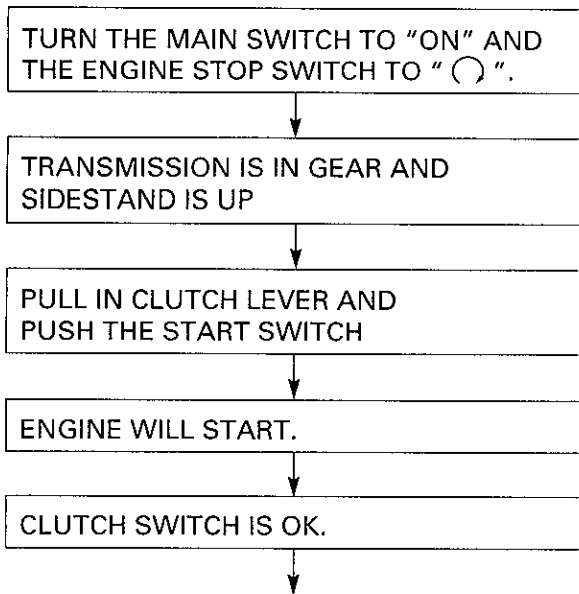 TURN THE MAIN SWITCH TO "ON" AND
THE ENGINE STOP SWITCH TO " ".
TRANSMISSION IS IN GEAR AND
SIDESTAND IS UP
PULL IN CLUTCH LEVER AND
PUSH THE START SWITCH
ENGINE WILL START.
CLUTCH SWITCH IS OK.